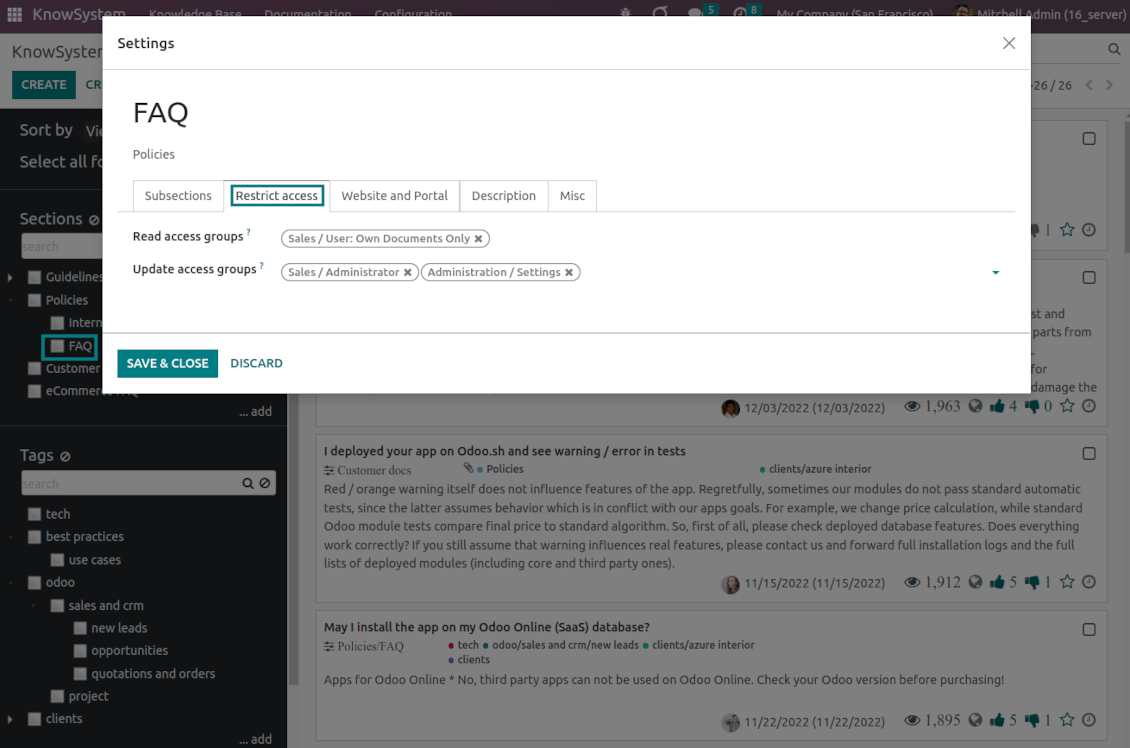 KnowSystem Knowledge Base Documentation Configuration 5 8 My Company (San Francisco) Mitchell Admin (16_server)
KnowSystem
Settings
CREATE CR
-26 / 26
FAQ
Sort by Vie
Policies
Select all fo
Subsections Restrict access Website and Portal Description Misc
Sections
search
Read access groups ? Sales / User: Own Documents Only ✖
1
Update access groups ? Sales / Administrator ✖ Administration / Settings ✖
Guidelines
Policies
Intern
st and
parts from
FAQ
SAVE & CLOSE DISCARD
Customer
for
eCommerce FAQ
damage the
... add
12/03/2022 (12/03/2022) 1,963 4 0
Tags
search
tech
best practices
use cases
odoo
sales and crm
new leads
opportunities
quotations and orders
project
clients
... add
I deployed your app on Odoo.sh and see warning / error in tests
Customer docs Policies clients/azure interior
Red / orange warning itself does not influence features of the app. Regretfully, sometimes our modules do not pass standard automatic
tests, since the latter assumes behavior which is in conflict with our apps goals. For example, we change price calculation, while standard
Odoo module tests compare final price to standard algorithm. So, first of all, please check deployed database features. Does everything
work correctly? If you still assume that warning influences real features, please contact us and forward full installation logs and the full
lists of deployed modules (including core and third party ones).
11/15/2022 (11/15/2022) 1,912 5 1
May I install the app on my Odoo Online (SaaS) database?
Policies/FAQ tech odoo/sales and crm/new leads clients/azure interior
clients
Apps for Odoo Online * No, third party apps can not be used on Odoo Online. Check your Odoo version before purchasing!
11/22/2022 (11/22/2022) 1,895 5 1